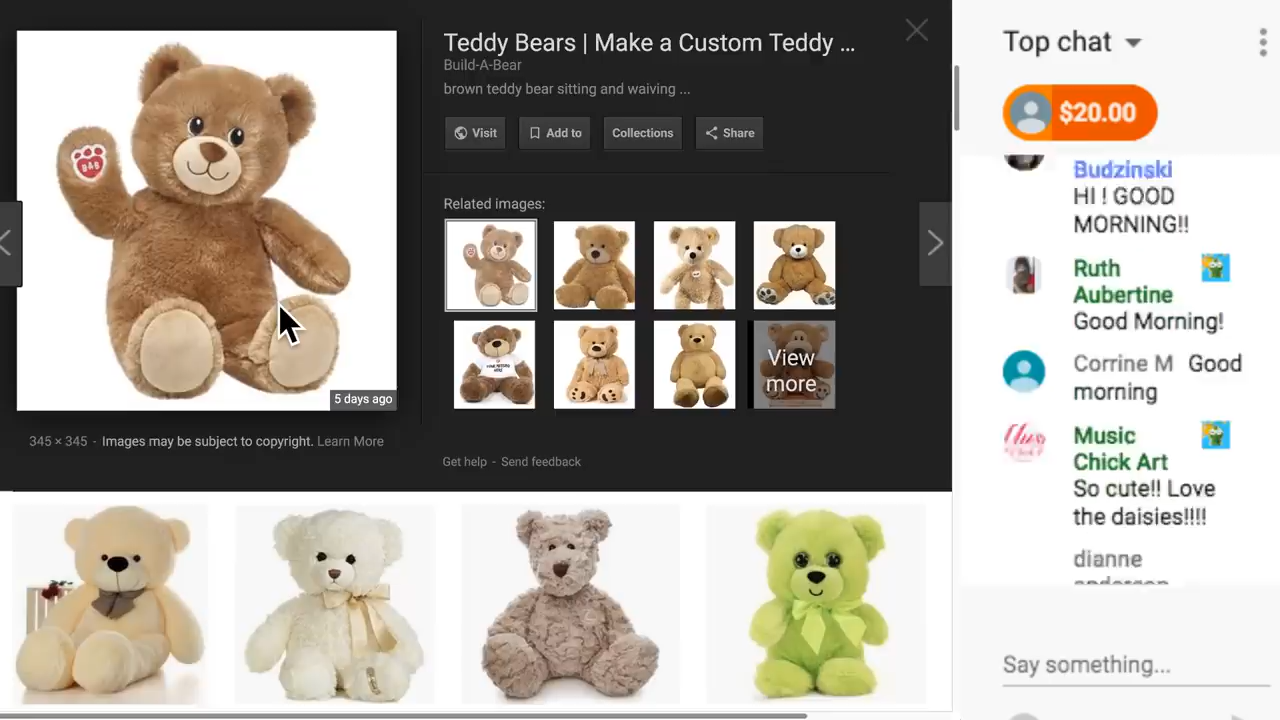 Teddy Bears | Make a Custom Teddy ...
Build-A-Bear
brown teddy bear sitting and waiving ...
Visit
Add to
Collections
Share
Related images:
BAB
View
more
5 days ago
345 × 345 - Images may be subject to copyright. Learn More
Get help - Send feedback
Top chat
$20.00
Budzinski
HI ! GOOD
MORNING!!
Ruth
Aubertine
Good Morning!
Corrine M Good
morning
Music
Chick Art
So cute!! Love
the daisies!!!!
dianne
Say something...